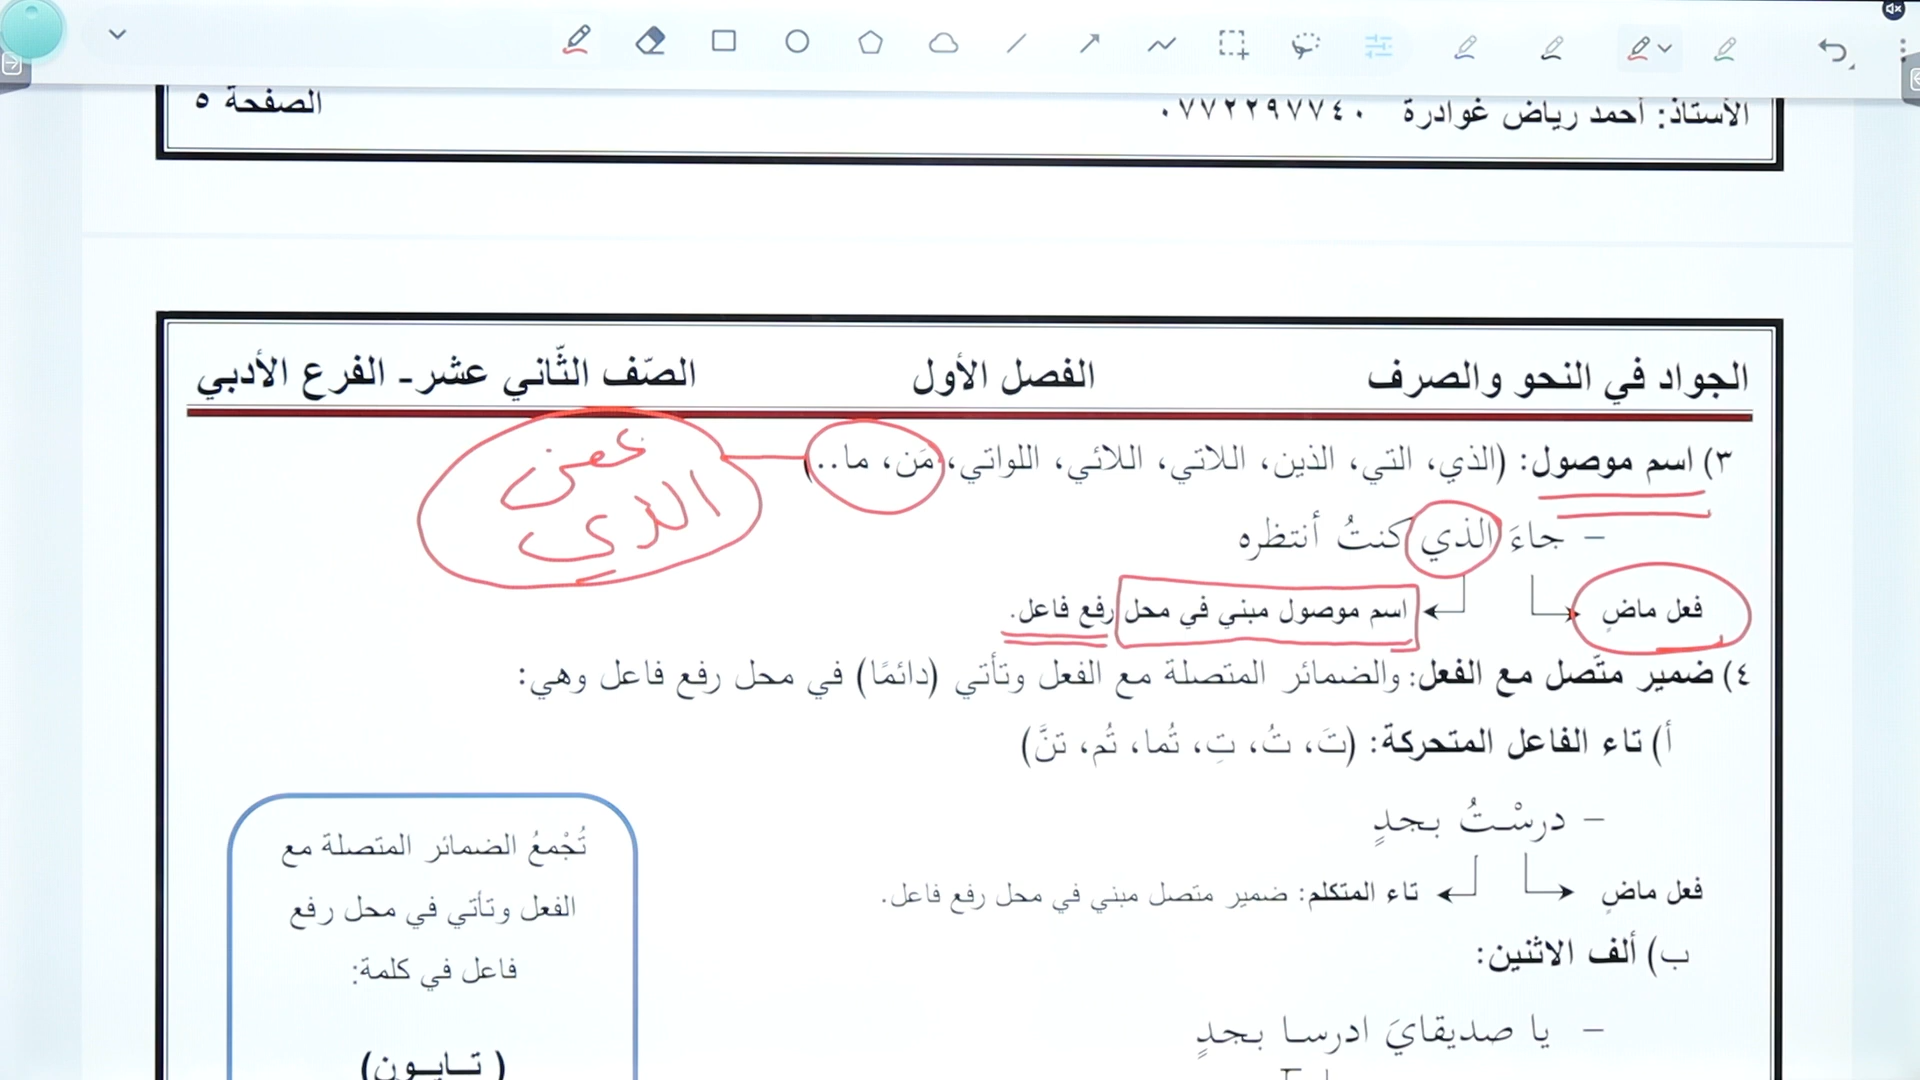 الأستاذ: أحمد رياض غوادرة ٠٧٧٢٢٩٧٧٤٠ الصفحة ٥
الجواد في النحو والصرف الفصل الأول الصّف الثّاني عشر- الفرع الأدبي
٣) اسم موصول: (الذي، التي، الذين، اللاتي، اللائي، اللواتي، مَن، ما..)
بمعنى
الذي
- جاءَ الذي كنتُ أنتظره
فعل ماضٍ
اسم موصول مبني في محل رفع فاعل.
٤) ضمير متّصل مع الفعل: والضمائر المتصلة مع الفعل وتأتي (دائمًا) في محل رفع فاعل وهي:
أ) تاء الفاعل المتحركة: (تَ، تُ، تِ، تُما، تُم، تنَّ)
- درسْتُ بجدٍ
فعل ماضٍ
تاء المتكلم: ضمير متصل مبني في محل رفع فاعل.
ب) ألف الاثنين:
- يا صديقايَ ادرسا بجدٍ
تُجْمعُ الضمائر المتصلة مع
الفعل وتأتي في محل رفع
فاعل في كلمة:
(تايون)